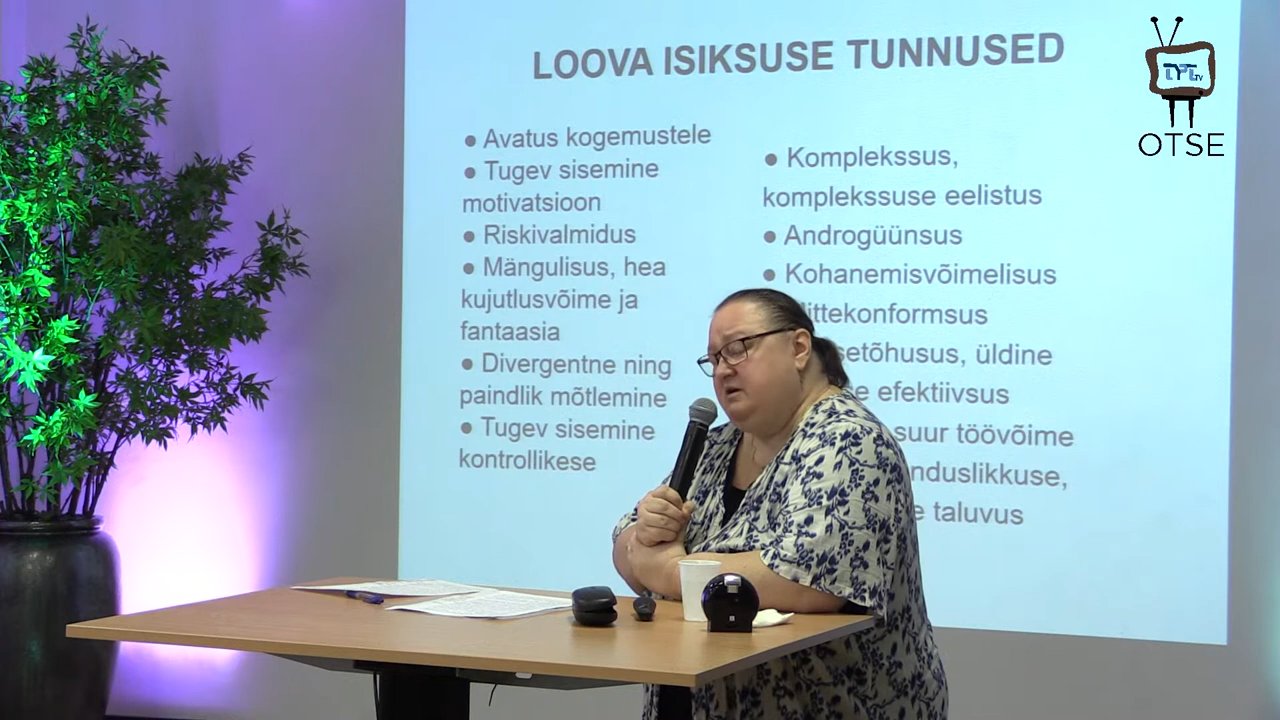 LOOVA ISIKSUSE TUNNUSED
● Avatus kogemustele
● Tugev sisemine
motivatsioon
● Riskivalmidus
● Mängulisus, hea
kujutlusvõime ja
fantaasia
● Divergentne ning
paindlik mõtlemine
● Tugev sisemine
kontrollikese
● Komplekssus,
komplekssuse eelistus
● Androgüünsus
● Kohanemisvõimelisus
üldine
efektiivsus
suur töövõime
taluvus
TV
OTSE